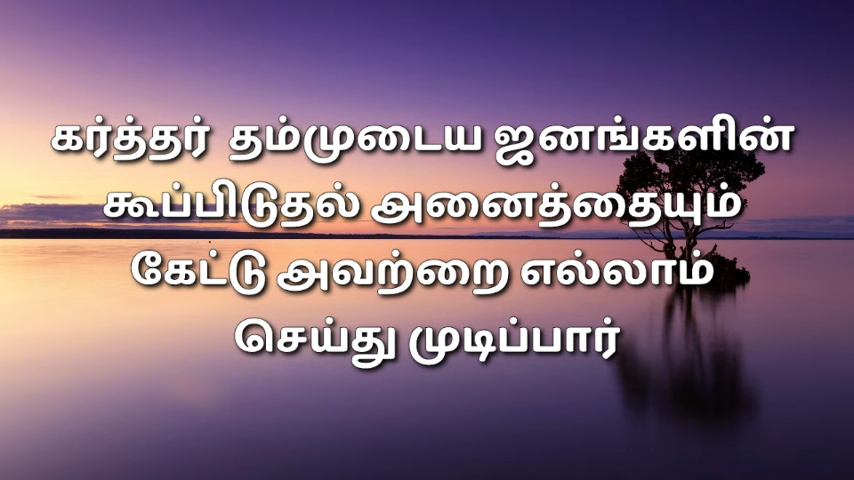 கர்த்தர் தம்முடைய ஜனங்களின்
கூப்பிடுதல் அனைத்தையும்
கேட்டு அவற்றை எல்லாம்
செய்து முடிப்பார்